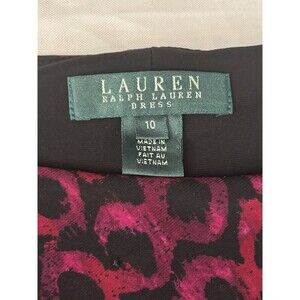 LAUREN
RALPH LAUREN
DRESS
10
MADE IN
VIETNAM
FAIT AU
VIETNAM